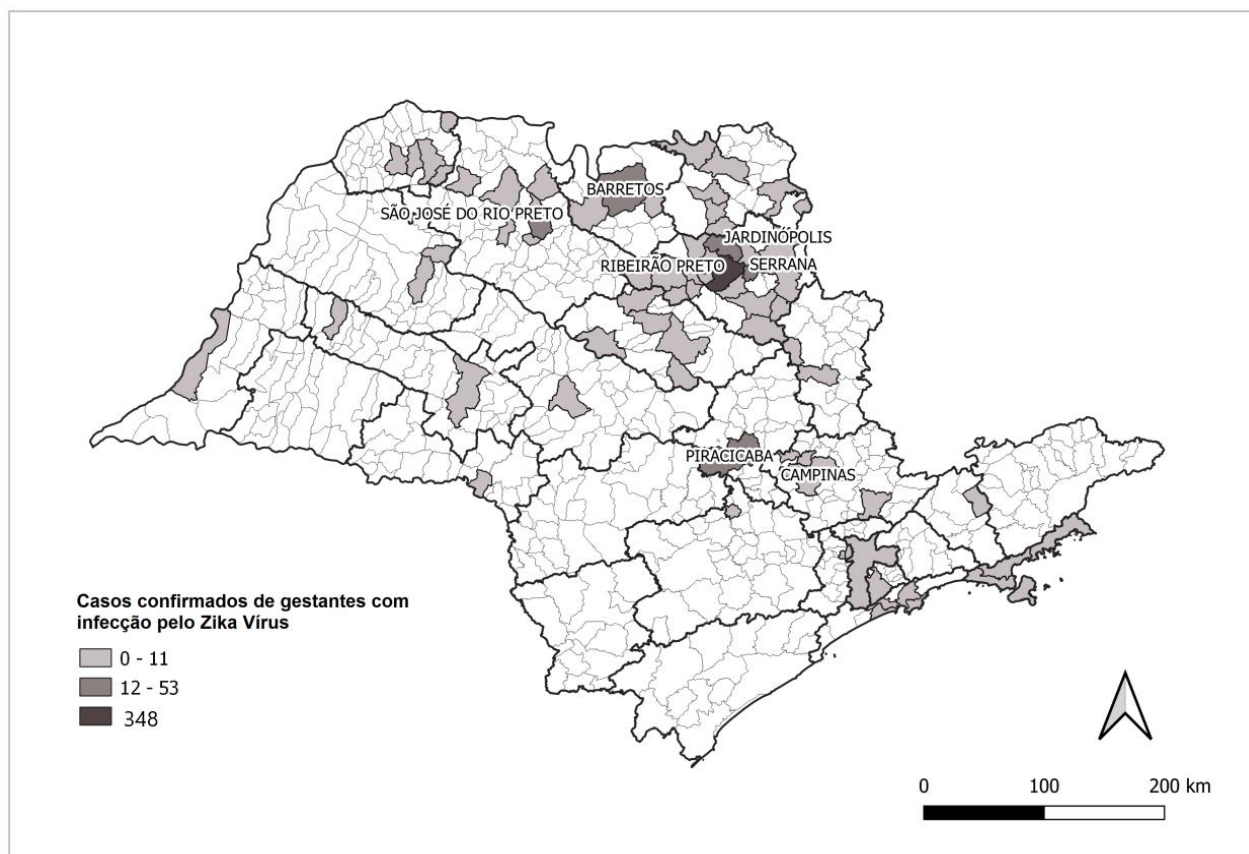 BARRETOS
SÃO JOSÉ DO RIO PRETO
JARDINÓPOLIS
RIBEIRÃO PRETO
SERRANA
PIRACICABA
CAMPINAS
Casos confirmados de gestantes com
infecção pelo Zika Vírus
0 - 11
12 - 53
348
0 100 200 km